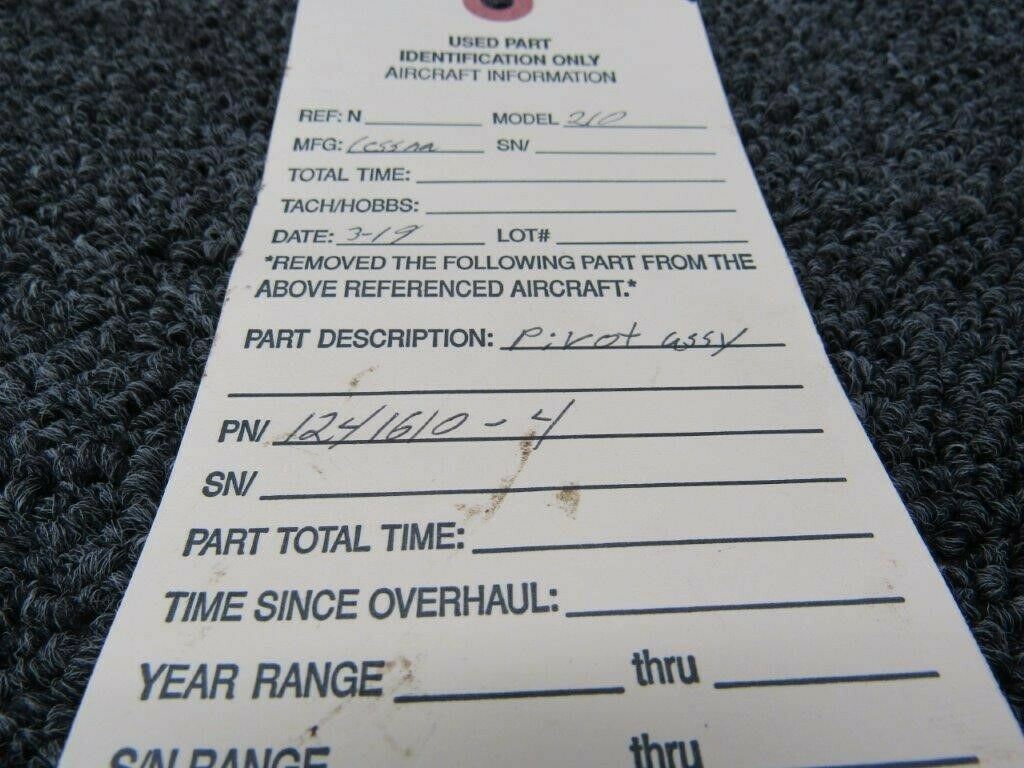 USED PART
IDENTIFICATION ONLY
AIRCRAFT INFORMATION
REF: N MODEL 210
MFG: Cessna SN/
TOTAL TIME:
TACH/HOBBS:
DATE: 3-19 LOT#
*REMOVED THE FOLLOWING PART FROM THE
ABOVE REFERENCED AIRCRAFT.*
PART DESCRIPTION: Pivot assy
PN/ 1241610-4
SN/
PART TOTAL TIME:
TIME SINCE OVERHAUL:
YEAR RANGE thru
S/N RANGE thru